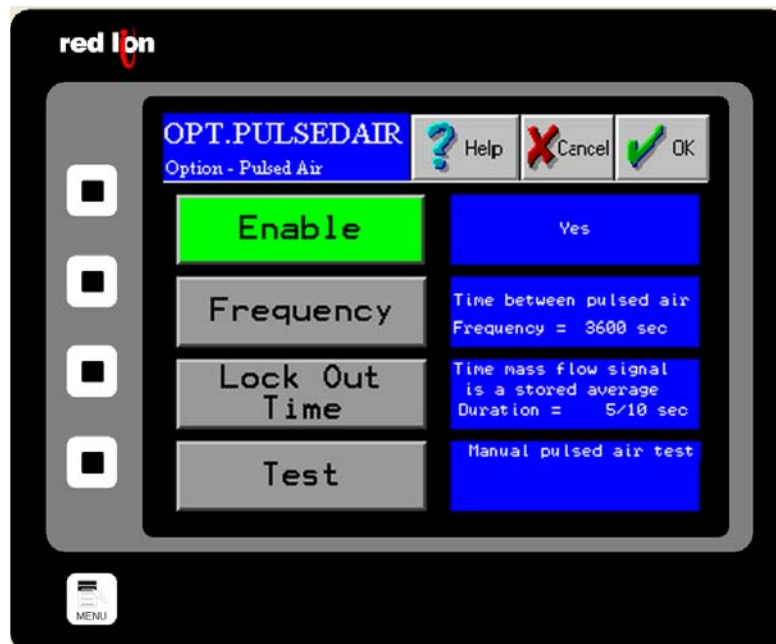 red lion
OPT.PULSEDAIR
Option - Pulsed Air
Help
Cancel
OK
Enable
Yes
Frequency
Time between pulsed air
Frequency = 3600 sec
Lock Out
Time
Time mass flow signal
is a stored average
Duration = 5/10 sec
Test
Manual pulsed air test
MENU